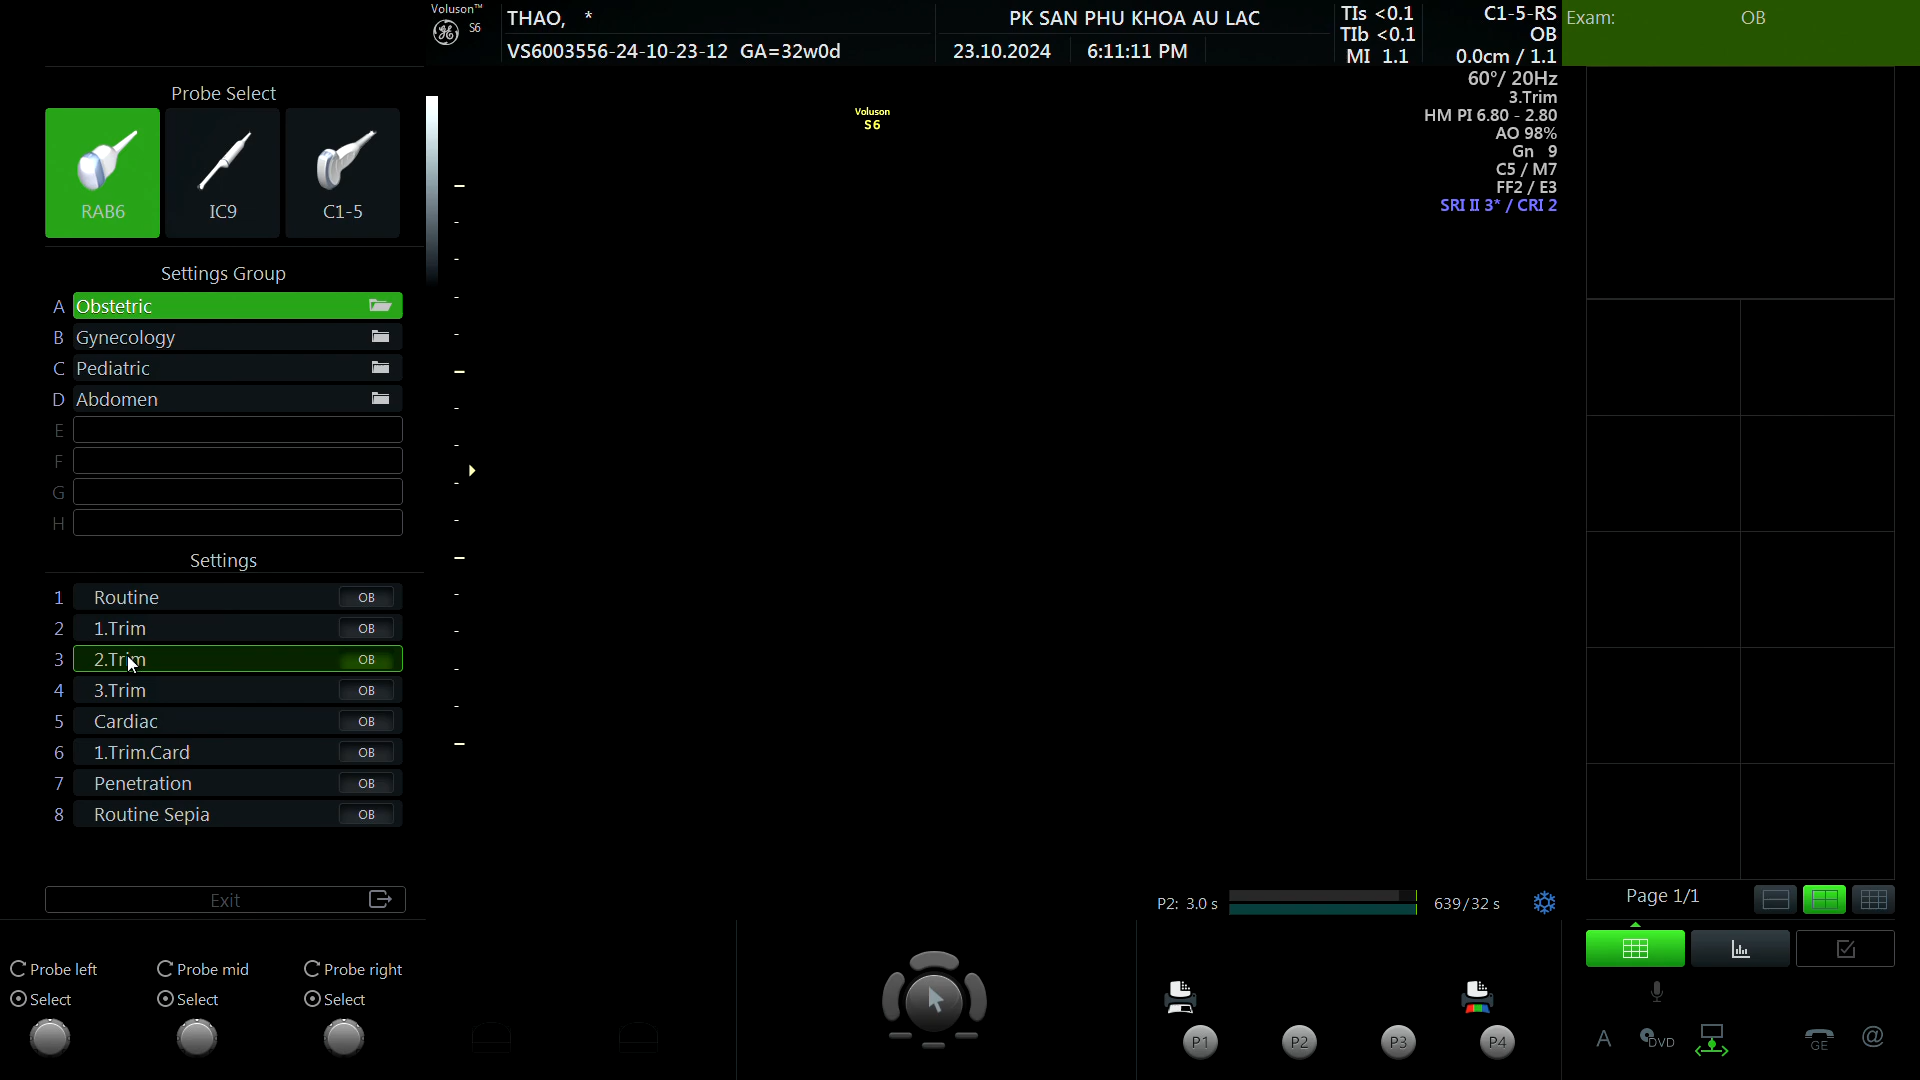 Voluson™
S6
THAO,   *
PK SAN PHU KHOA AU LAC
TIs <0.1
C1-5-RS
Exam:
OB
TIb <0.1
OB
VS6003556-24-10-23-12 GA=32w0d
23.10.2024
6:11:11 PM
MI 1.1
0.0cm / 1.1
60°/ 20Hz
3.Trim
HM PI 6.80 - 2.80
AO 98%
Gn 9
C5 / M7
FF2 / E3
SRI II 3* / CRI 2
Voluson
S6
Probe Select
RAB6
IC9
C1-5
Settings Group
A Obstetric
B Gynecology
C Pediatric
D Abdomen
E
F
G
H
Settings
1 Routine OB
2 1.Trim OB
3 2.Trim OB
4 3.Trim OB
5 Cardiac OB
6 1.Trim.Card OB
7 Penetration OB
8 Routine Sepia OB
Exit
P2: 3.0 s
639/32 s
Page 1/1
Probe left
Probe mid
Probe right
Select
Select
Select
P1
P2
P3
P4
A
DVD
GE
@